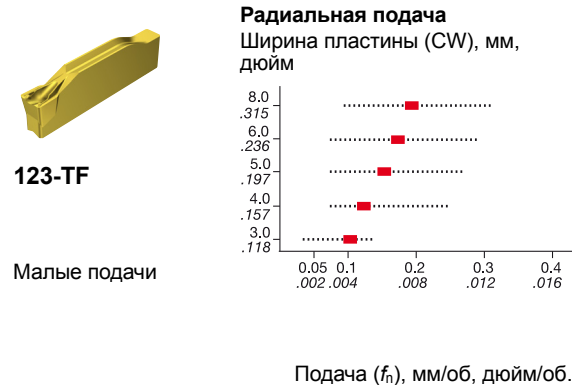 Радиальная подача
Ширина пластины (CW), мм,
дюйм
8.0
.315
6.0
.236
5.0
.197
4.0
.157
3.0
.118
0.05 0.1 0.2 0.3 0.4
.002 .004 .008 .012 .016
123-TF
Малые подачи
Подача (fn), мм/об, дюйм/об.